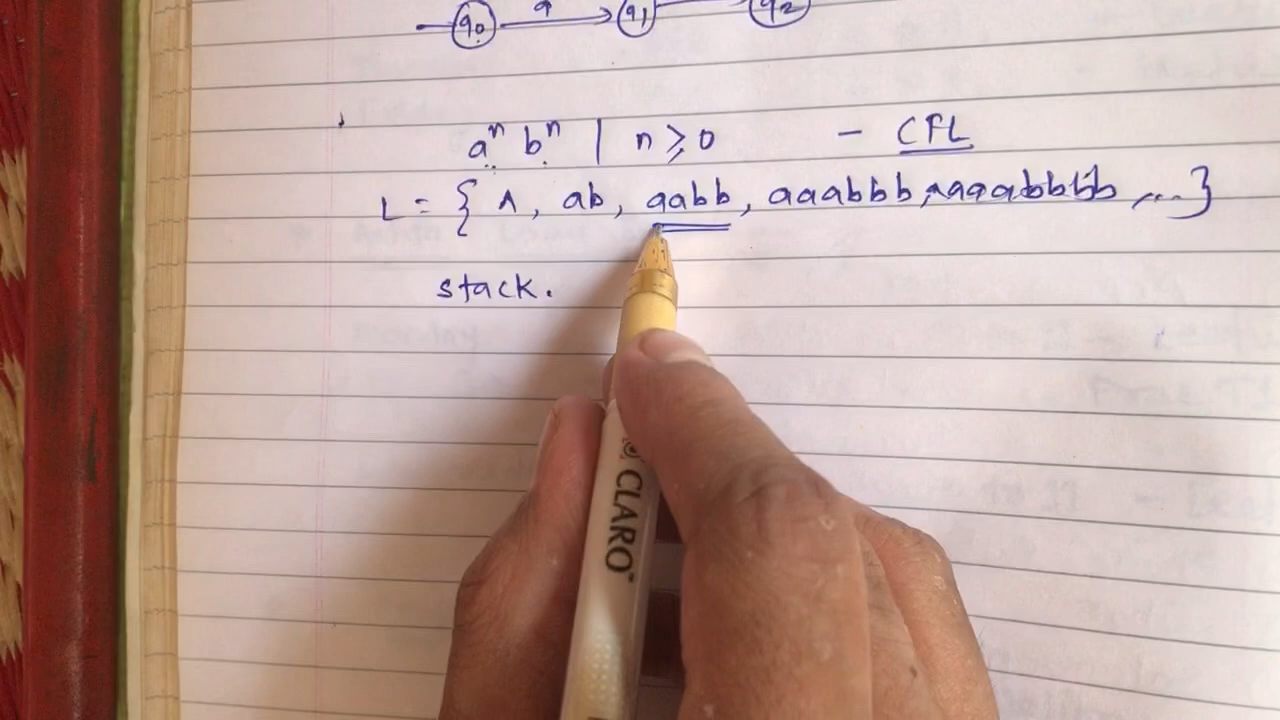 q0 a q1 q2
aⁿ bⁿ | n ≥ 0 - CFL
L = { ^, ab, aabb, aaabbb, aaaabbbb, ...}
stack.
CLARO